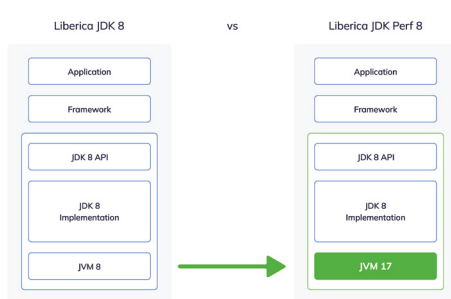 Liberica JDK 8
vs
Liberica JDK Perf 8
Application
Framework
JDK 8 API
JDK 8
Implementation
JVM 8
Application
Framework
JDK 8 API
JDK 8
Implementation
JVM 17